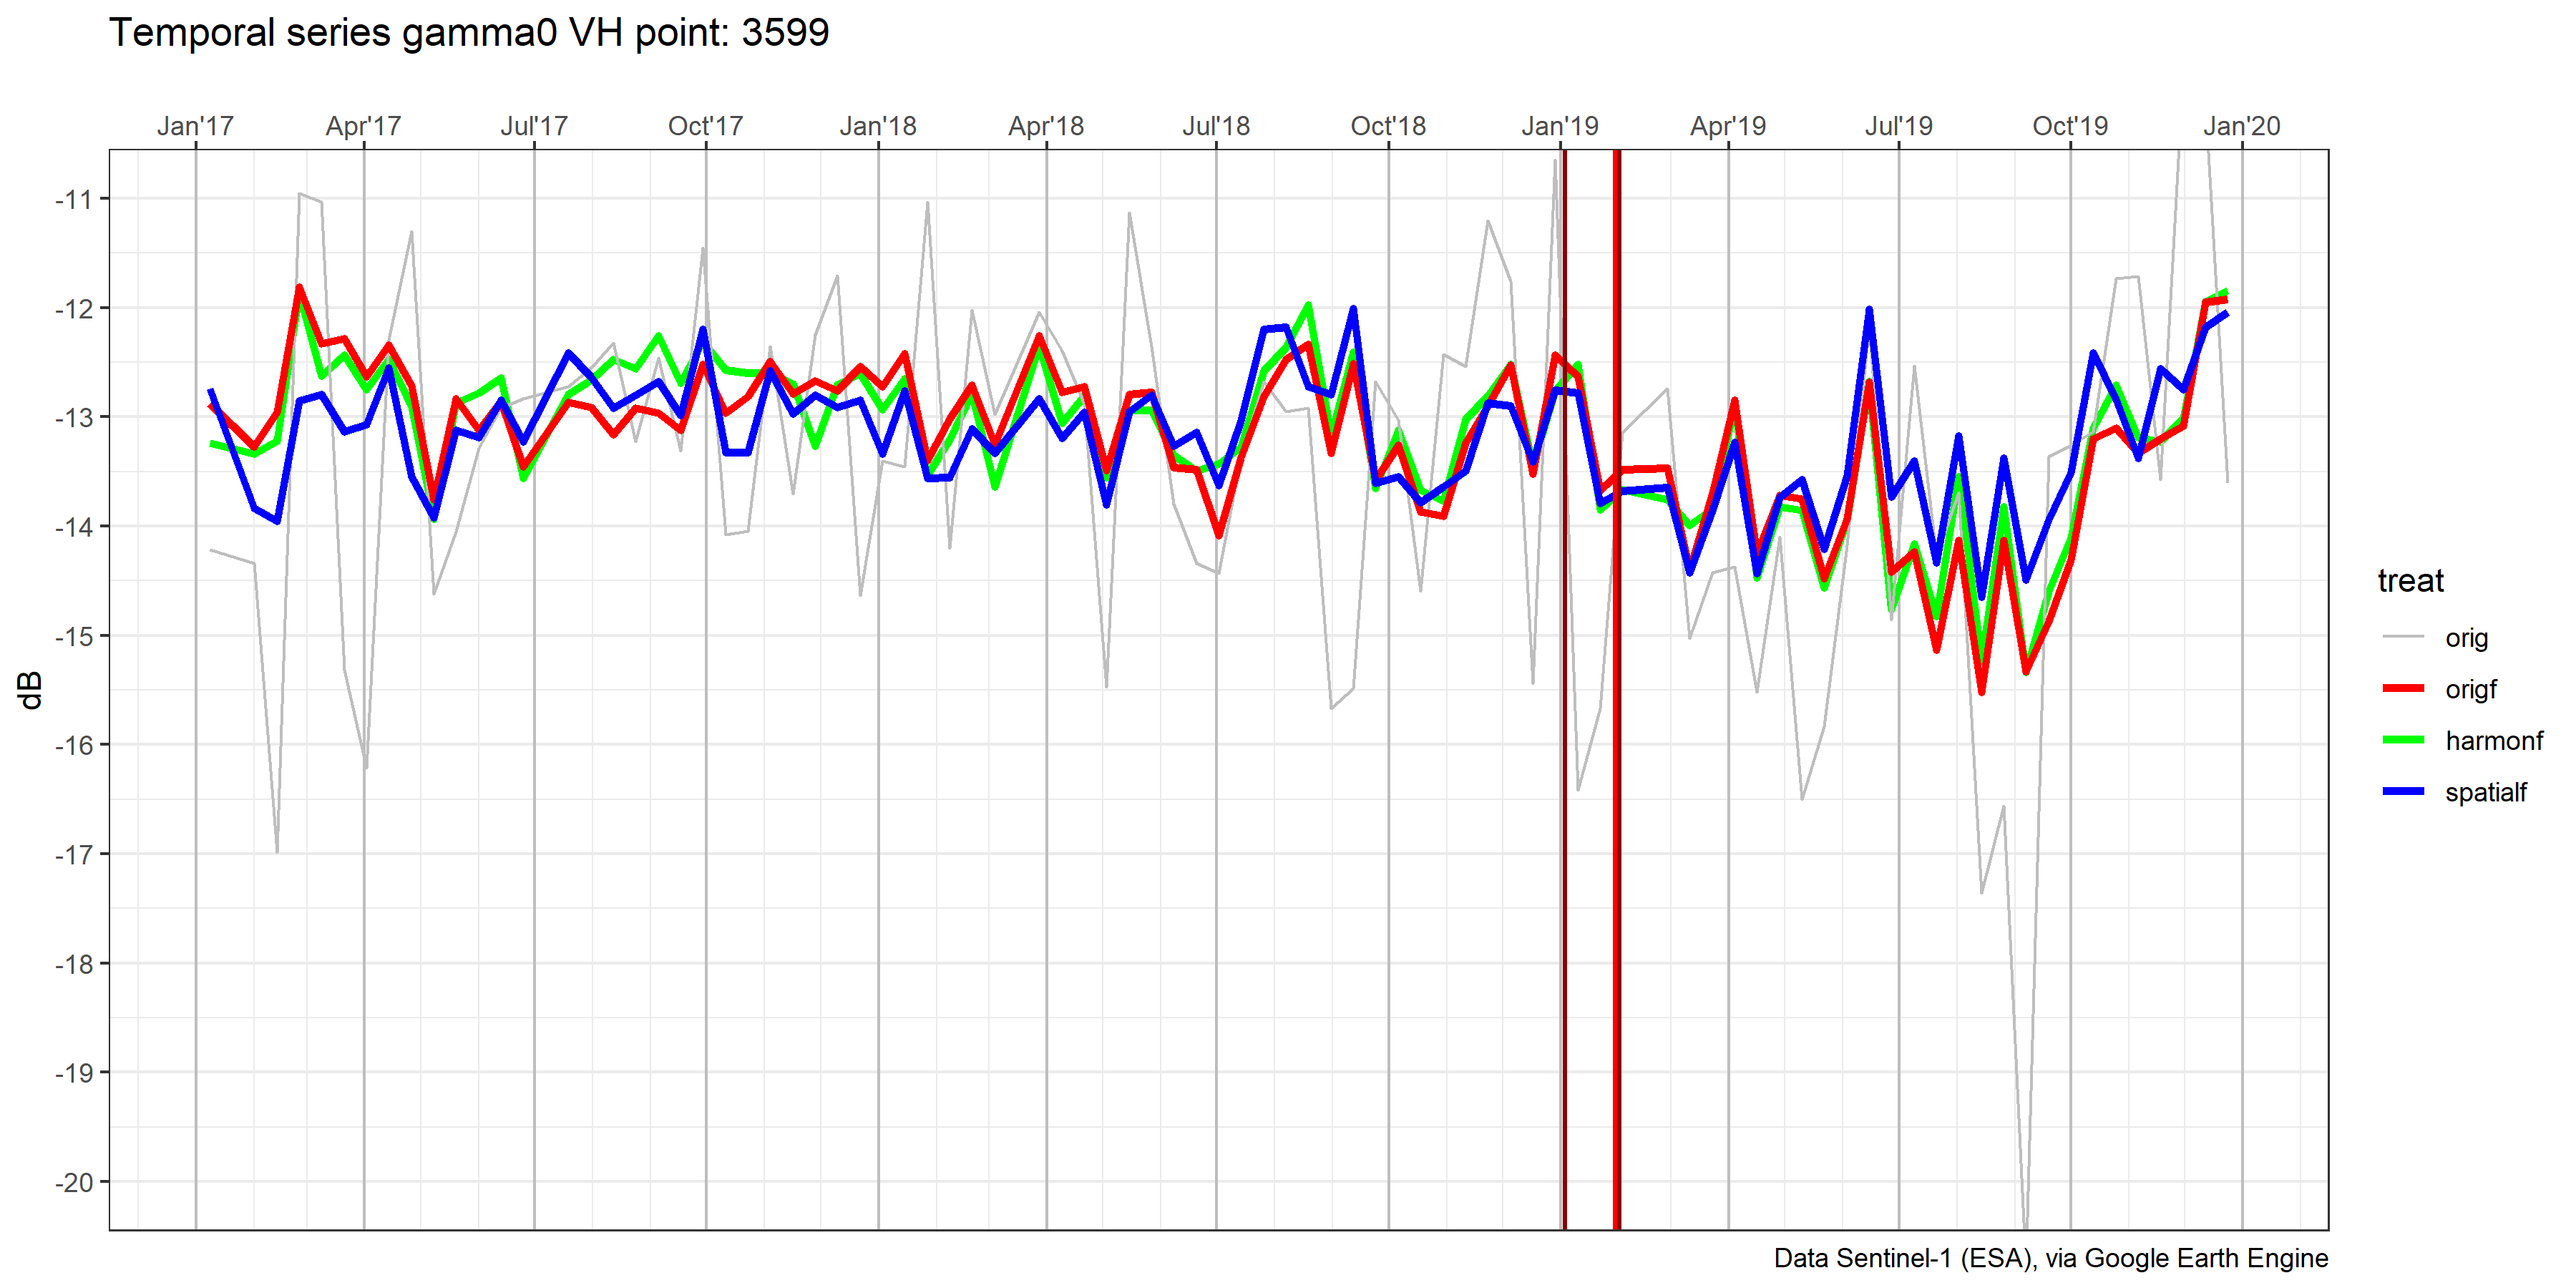 Temporal series gamma0 VH point: 3599
Jan'17 Apr'17 Jul'17 Oct'17 Jan'18 Apr'18 Jul'18 Oct'18 Jan'19 Apr'19 Jul'19 Oct'19 Jan'20
-11
-12
-13
-14
-15
-16
-17
-18
-19
-20
dB
treat
orig
origf
harmonf
spatialf
Data Sentinel-1 (ESA), via Google Earth Engine